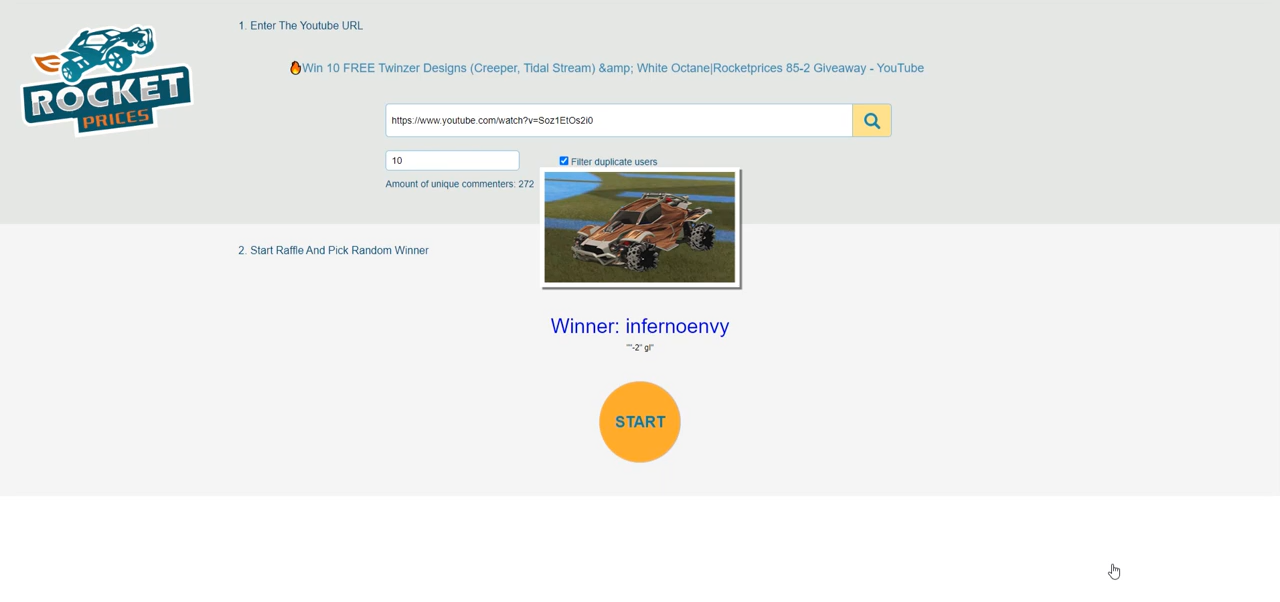 ROCKET
PRICES
1. Enter The Youtube URL
🔥Win 10 FREE Twinzer Designs (Creeper, Tidal Stream) &amp; White Octane|Rocketprices 85-2 Giveaway - YouTube
https://www.youtube.com/watch?v=Soz1EtOs2i0
10
Filter duplicate users
Amount of unique commenters: 272
2. Start Raffle And Pick Random Winner
Winner: infernoenvy
""-2" gl"
START